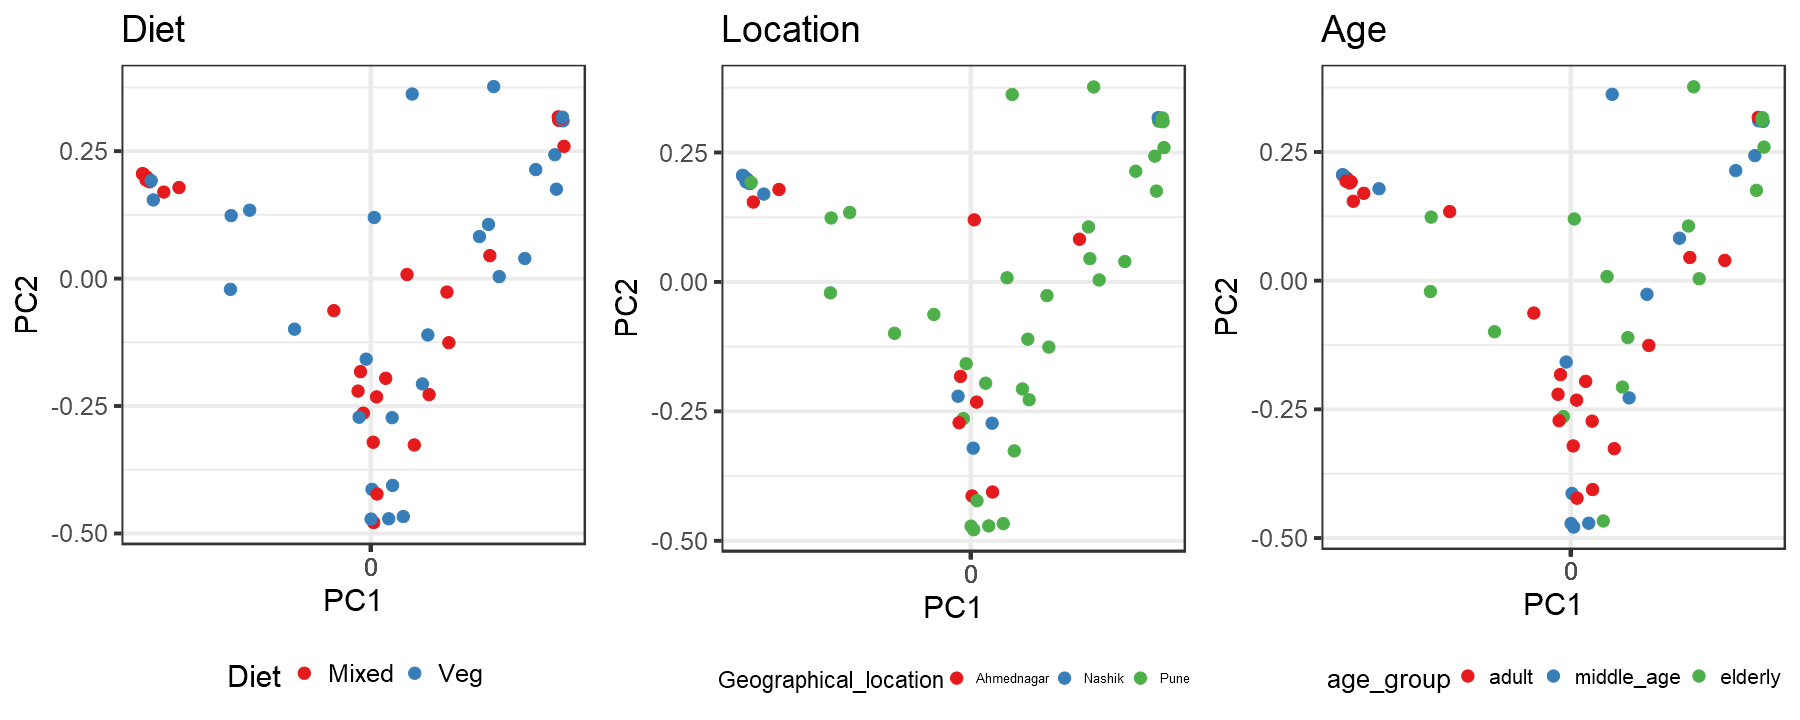 Diet
0.25
0.00
-0.25
-0.50
PC2
0
PC1
Diet Mixed Veg
Location
0.25
0.00
-0.25
-0.50
PC2
0
PC1
Geographical_location Ahmednagar Nashik Pune
Age
0.25
0.00
-0.25
-0.50
PC2
0
PC1
age_group adult middle_age elderly